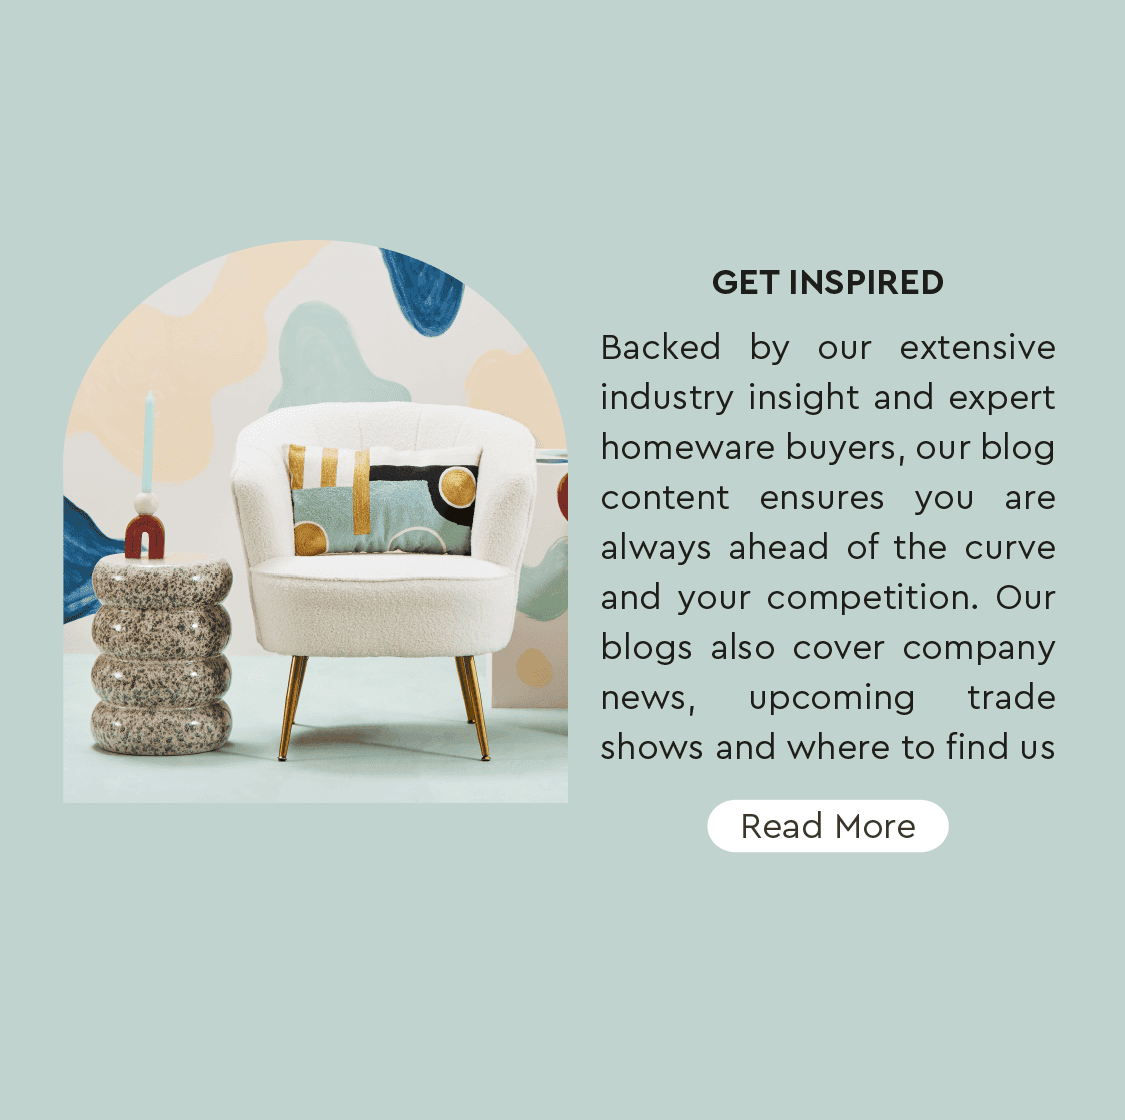 GET INSPIRED
Backed by our extensive
industry insight and expert
homeware buyers, our blog
content ensures you are
always ahead of the curve
and your competition. Our
blogs also cover company
news, upcoming trade
shows and where to find us
Read More